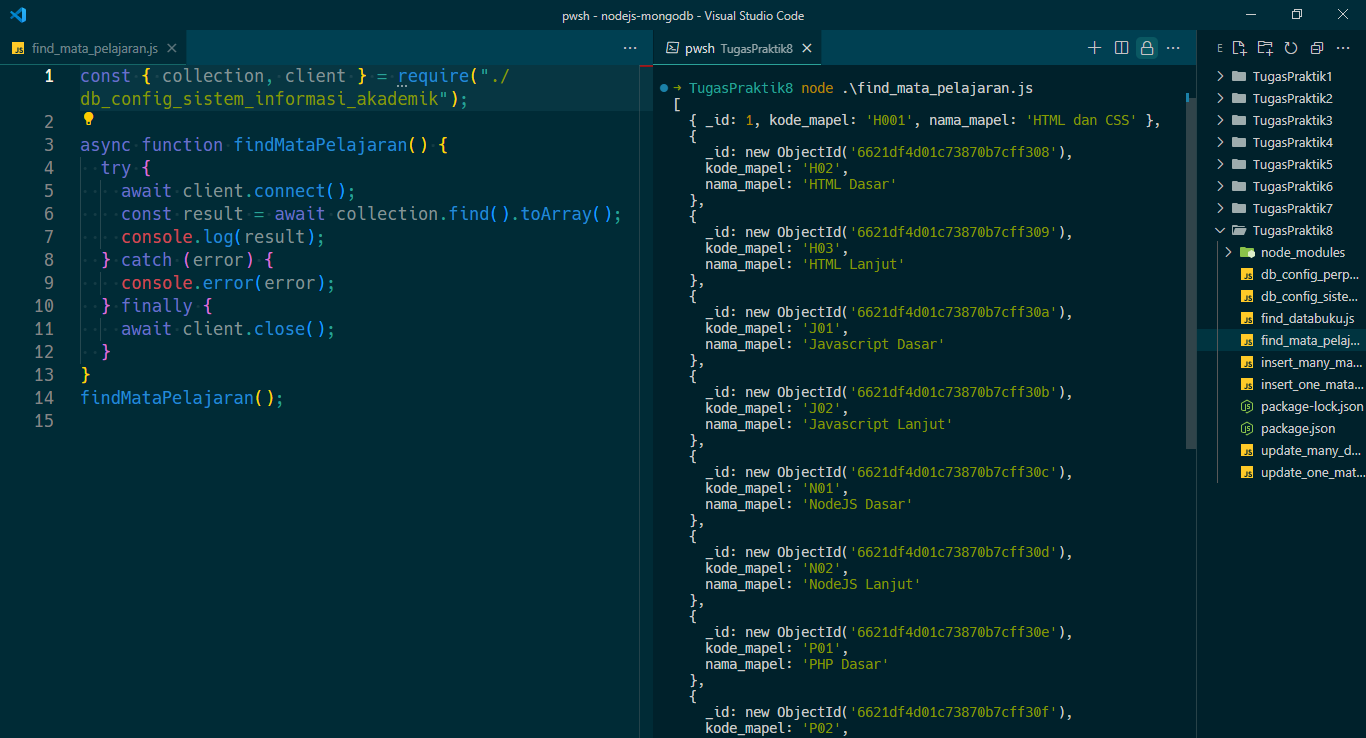 pwsh - nodejs-mongodb - Visual Studio Code
find_mata_pelajaran.js
1 const { collection, client } = require("./
db_config_sistem_informasi_akademik");
2
3 async function findMataPelajaran() {
4 try {
5 await client.connect();
6 const result = await collection.find().toArray();
7 console.log(result);
8 } catch (error) {
9 console.error(error);
10 } finally {
11 await client.close();
12 }
13 }
14 findMataPelajaran();
15
pwsh TugasPraktik8
TugasPraktik8 node .\find_mata_pelajaran.js
[
{ _id: 1, kode_mapel: 'H001', nama_mapel: 'HTML dan CSS' },
{
_id: new ObjectId('6621df4d01c73870b7cff308'),
kode_mapel: 'H02',
nama_mapel: 'HTML Dasar'
},
{
_id: new ObjectId('6621df4d01c73870b7cff309'),
kode_mapel: 'H03',
nama_mapel: 'HTML Lanjut'
},
{
_id: new ObjectId('6621df4d01c73870b7cff30a'),
kode_mapel: 'J01',
nama_mapel: 'Javascript Dasar'
},
{
_id: new ObjectId('6621df4d01c73870b7cff30b'),
kode_mapel: 'J02',
nama_mapel: 'Javascript Lanjut'
},
{
_id: new ObjectId('6621df4d01c73870b7cff30c'),
kode_mapel: 'N01',
nama_mapel: 'NodeJS Dasar'
},
{
_id: new ObjectId('6621df4d01c73870b7cff30d'),
kode_mapel: 'N02',
nama_mapel: 'NodeJS Lanjut'
},
{
_id: new ObjectId('6621df4d01c73870b7cff30e'),
kode_mapel: 'P01',
nama_mapel: 'PHP Dasar'
},
{
_id: new ObjectId('6621df4d01c73870b7cff30f'),
kode_mapel: 'P02',
E
TugasPraktik1
TugasPraktik2
TugasPraktik3
TugasPraktik4
TugasPraktik5
TugasPraktik6
TugasPraktik7
TugasPraktik8
node_modules
db_config_perp...
db_config_siste...
find_databuku.js
find_mata_pelaj...
insert_many_ma...
insert_one_mata...
package-lock.json
package.json
update_many_d...
update_one_mat...